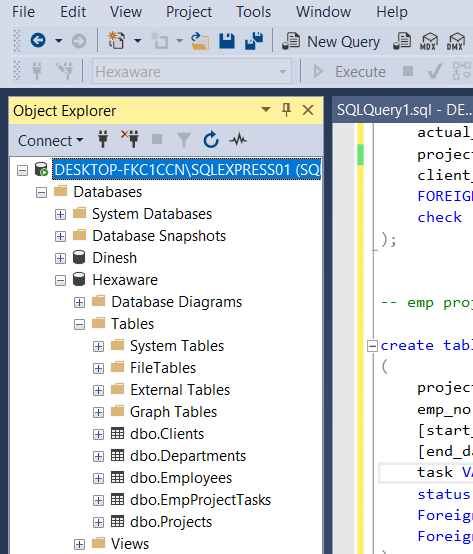 File Edit View Project Tools Window Help
New Query MDX DMX
Hexaware Execute
Object Explorer
Connect
DESKTOP-FKC1CCN\SQLEXPRESS01 (SQ
Databases
System Databases
Database Snapshots
Dinesh
Hexaware
Database Diagrams
Tables
System Tables
FileTables
External Tables
Graph Tables
dbo.Clients
dbo.Departments
dbo.Employees
dbo.EmpProjectTasks
dbo.Projects
Views
SQLQuery1.sql - DE...
actual_
project
client_
FOREIGN
check
);
-- emp proj
create tabl
(
project
emp_no
[start_
[end_da
task VA
status
Foreign
Foreign